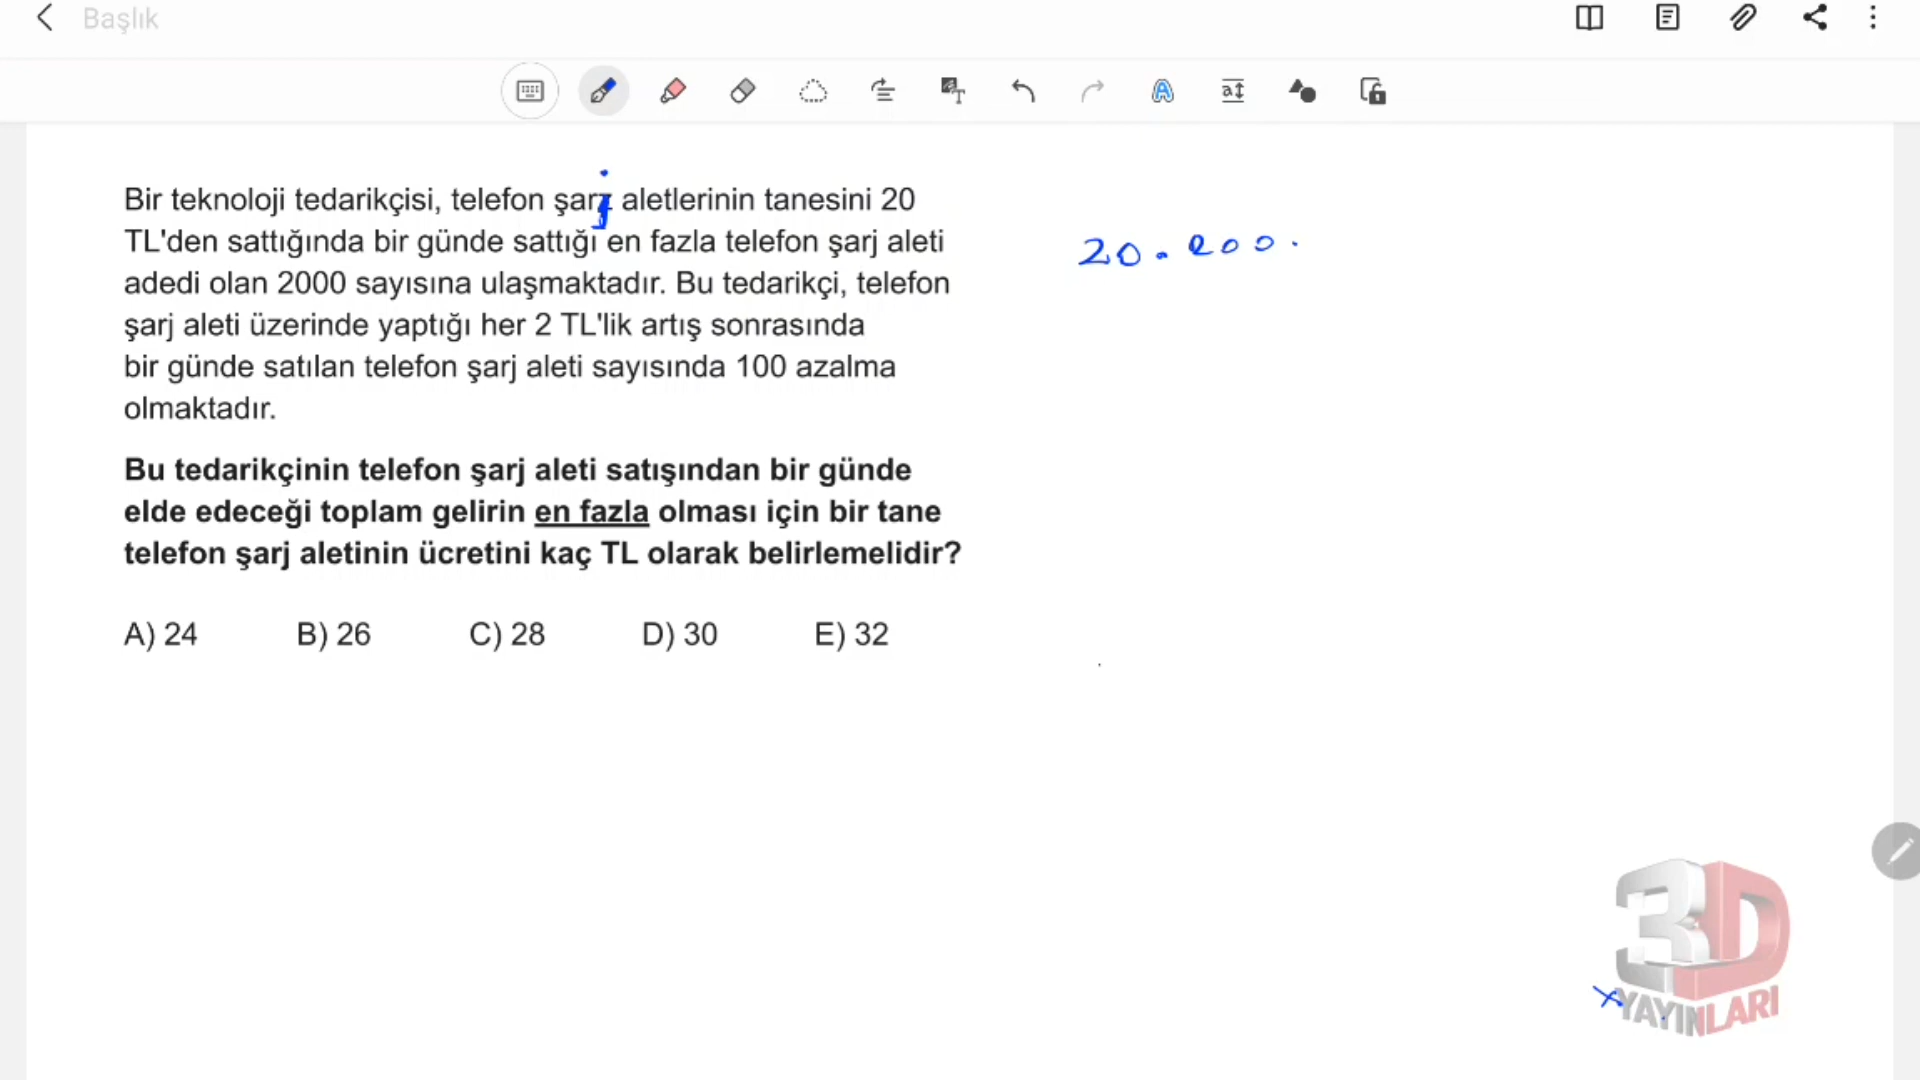 Başlık
Bir teknoloji tedarikçisi, telefon şarj aletlerinin tanesini 20
TL'den sattığında bir günde sattığı en fazla telefon şarj aleti
adedi olan 2000 sayısına ulaşmaktadır. Bu tedarikçi, telefon
şarj aleti üzerinde yaptığı her 2 TL'lik artış sonrasında
bir günde satılan telefon şarj aleti sayısında 100 azalma
olmaktadır.
20 . 200.
Bu tedarikçinin telefon şarj aleti satışından bir günde
elde edeceği toplam gelirin en fazla olması için bir tane
telefon şarj aletinin ücretini kaç TL olarak belirlemelidir?
A) 24 B) 26 C) 28 D) 30 E) 32
3D
YAYINLARI